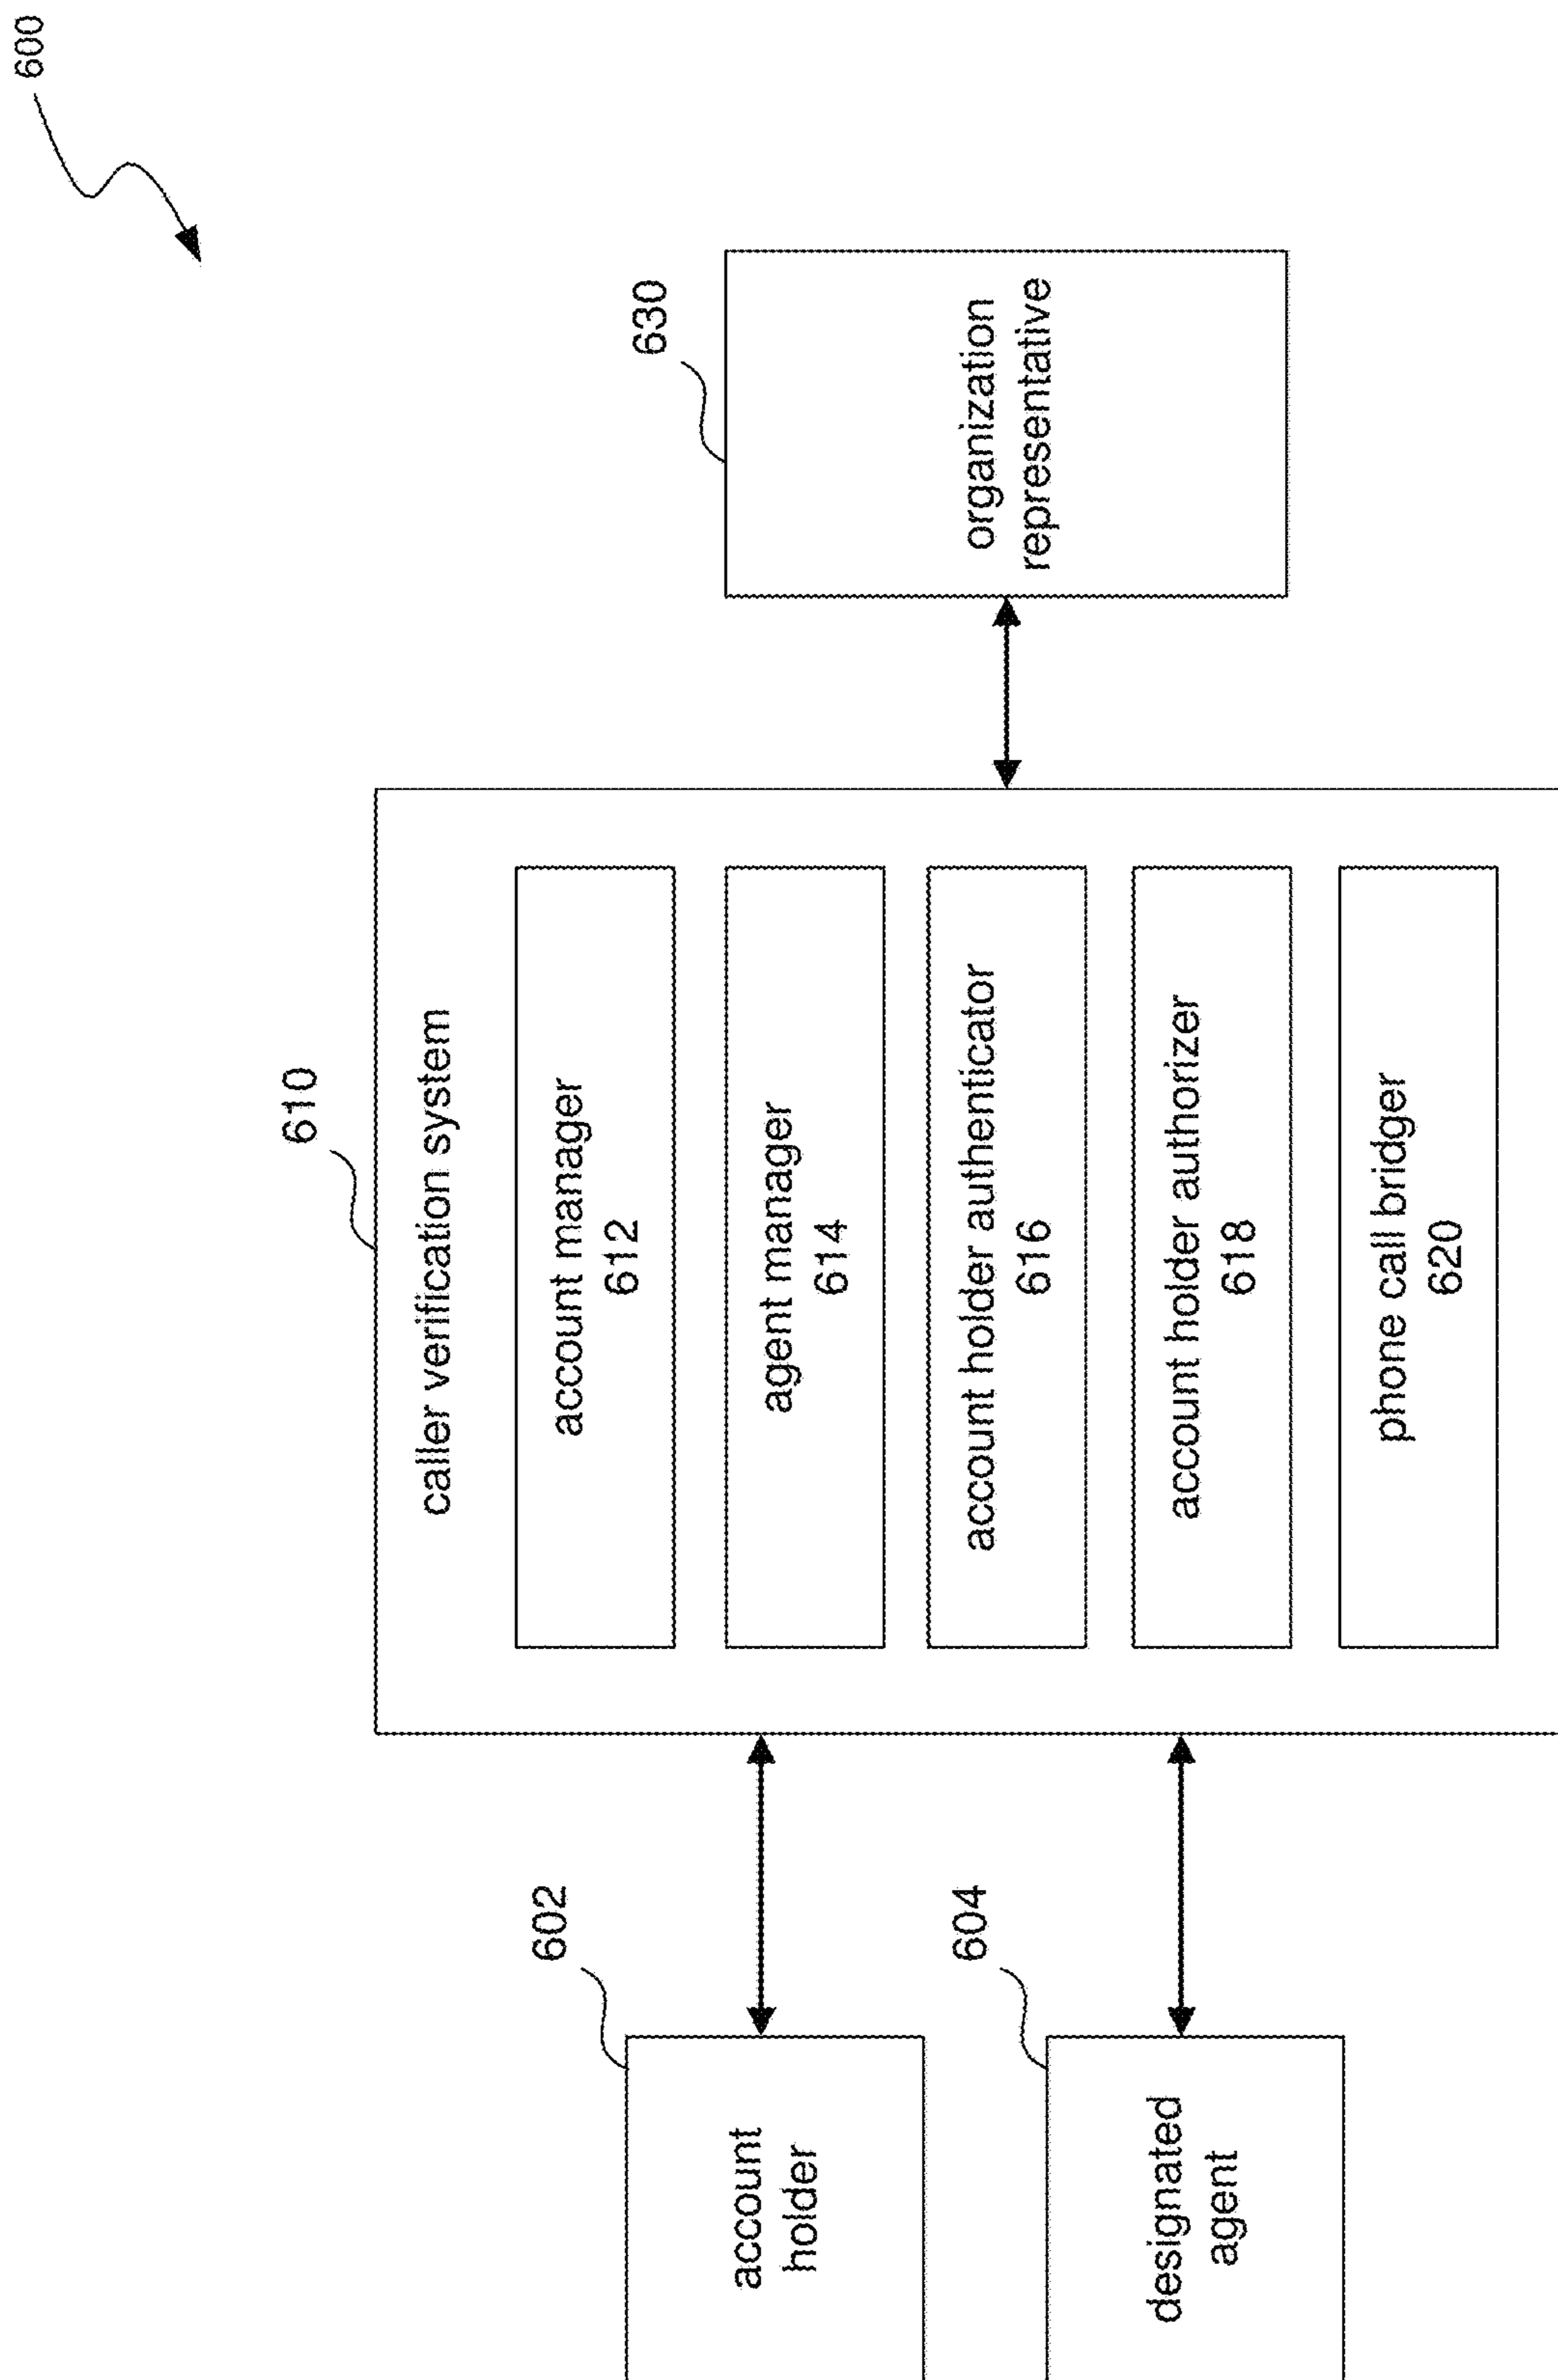 600
610
caller verification system
account manager
612
agent manager
614
account holder authenticator
616
account holder authorizer
618
phone call bridger
620
602
account
holder
604
designated
agent
630
organization
representative